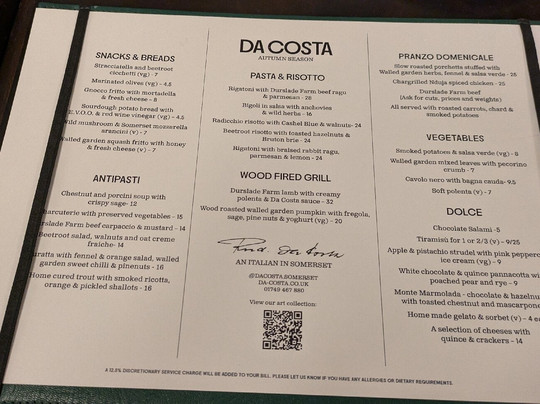 SNACKS & BREADS
Stracciatella and beetroot
cicchetti (vg) - 7
Marinated olives (vg) - 4.5
Gnocco fritto with mortadella
& fresh cheese - 8
Sourdough potato bread with
E.V.O.O. & red wine vinegar (vg) - 4.5
Wild mushroom & Somerset mozzarella
arancini (v) - 7
Walled garden squash fritto with honey
& fresh cheese (v) - 7
ANTIPASTI
Chestnut and porcini soup with
crispy sage - 12
Charcuterie with preserved vegetables - 15
Durslade Farm beef carpaccio & mustard - 14
Beetroot salad, walnuts and oat creme
fraiche - 14
Burratta with fennel & orange salad, walled
garden sweet chilli & pinenuts - 16
Home cured trout with smoked ricotta,
orange & pickled shallots - 16
DA COSTA
AUTUMN SEASON
PASTA & RISOTTO
Rigatoni with Durslade Farm beef ragu
& parmesan - 26
Bigoli in salsa with anchovies
& wild herbs - 16
Radicchio risotto with Cashel Blue & walnuts - 24
Beetroot risotto with toasted hazelnuts &
Bruton brie - 24
Rigatoni with braised rabbit ragu,
parmesan & lemon - 24
WOOD FIRED GRILL
Durslade Farm lamb with creamy
polenta & Da Costa sauce - 32
Wood roasted walled garden pumpkin with fregola,
sage, pine nuts & yoghurt (vg) - 20
AN ITALIAN IN SOMERSET
@DACOSTA.SOMERSET
DA-COSTA.CO.UK
01749 467 880
View our art collection:
PRANZO DOMENICALE
Slow roasted porchetta stuffed with
Walled garden herbs, fennel & salsa verde - 26
Chargrilled Nduja spiced chicken - 25
Durslade Farm beef
(Ask for cuts, prices and weights)
All served with roasted carrots, chard &
smoked potatoes
VEGETABLES
Smoked potatoes & salsa verde (vg) - 8
Walled garden mixed leaves with pecorino
crumb - 7
Cavolo nero with bagna cauda - 9.5
Soft polenta (v) - 7
DOLCE
Chocolate Salami - 5
Tiramisù for 1 or 2/3 (v) - 9/25
Apple & pistachio strudel with pink pepperc
ice cream (vg) - 9
White chocolate & quince pannacotta wi
poached pear and rye - 9
Monte Marmolada - chocolate & hazelnu
with toasted chestnut and mascarpone
Home made gelato & sorbet (v) - 4 e
A selection of cheeses with
quince & crackers - 14
A 12.5% DISCRETIONARY SERVICE CHARGE WILL BE ADDED TO YOUR BILL. PLEASE LET US KNOW IF YOU HAVE ANY ALLERGIES OR DIETARY REQUIREMENTS.